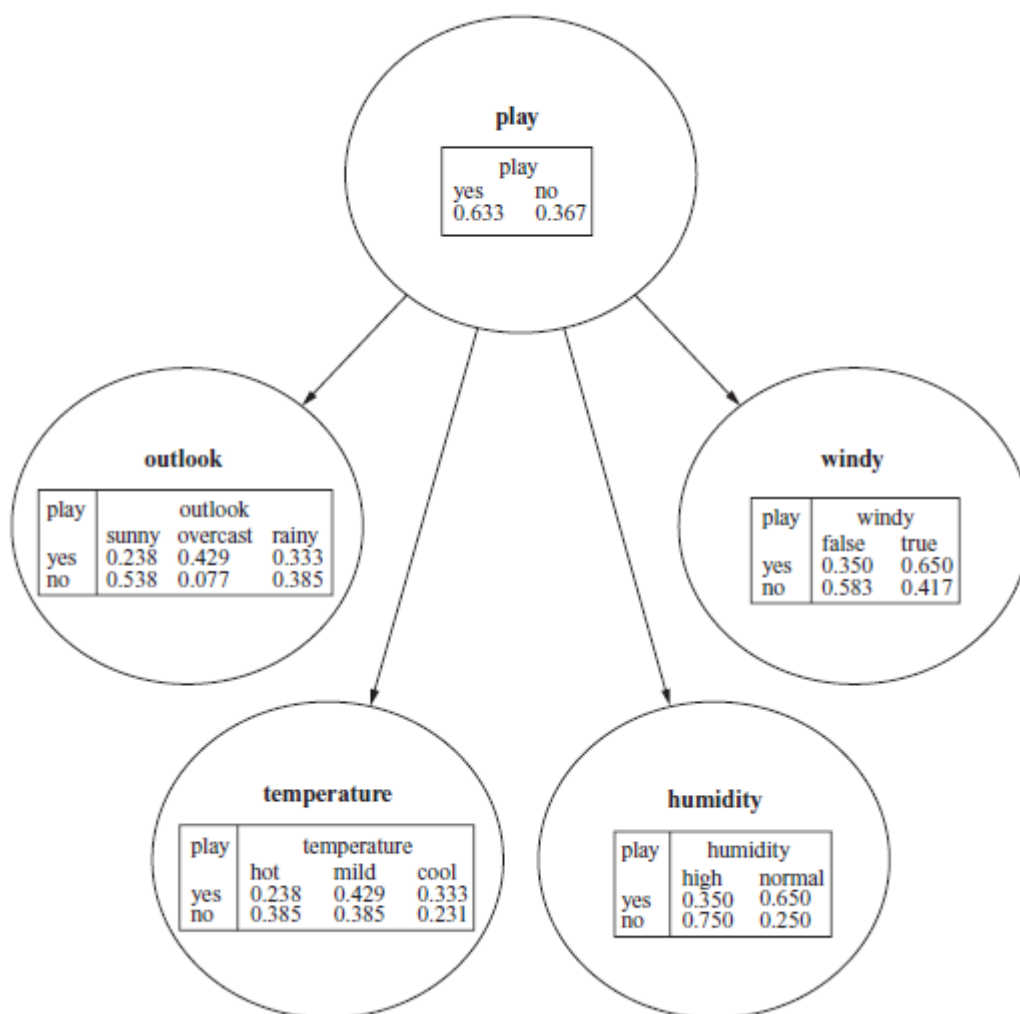 play
play
yes no
0.633 0.367
outlook
play outlook
sunny overcast rainy
yes 0.238 0.429 0.333
no 0.538 0.077 0.385
windy
play windy
false true
yes 0.350 0.650
no 0.583 0.417
temperature
play temperature
hot mild cool
yes 0.238 0.429 0.333
no 0.385 0.385 0.231
humidity
play humidity
high normal
yes 0.350 0.650
no 0.750 0.250